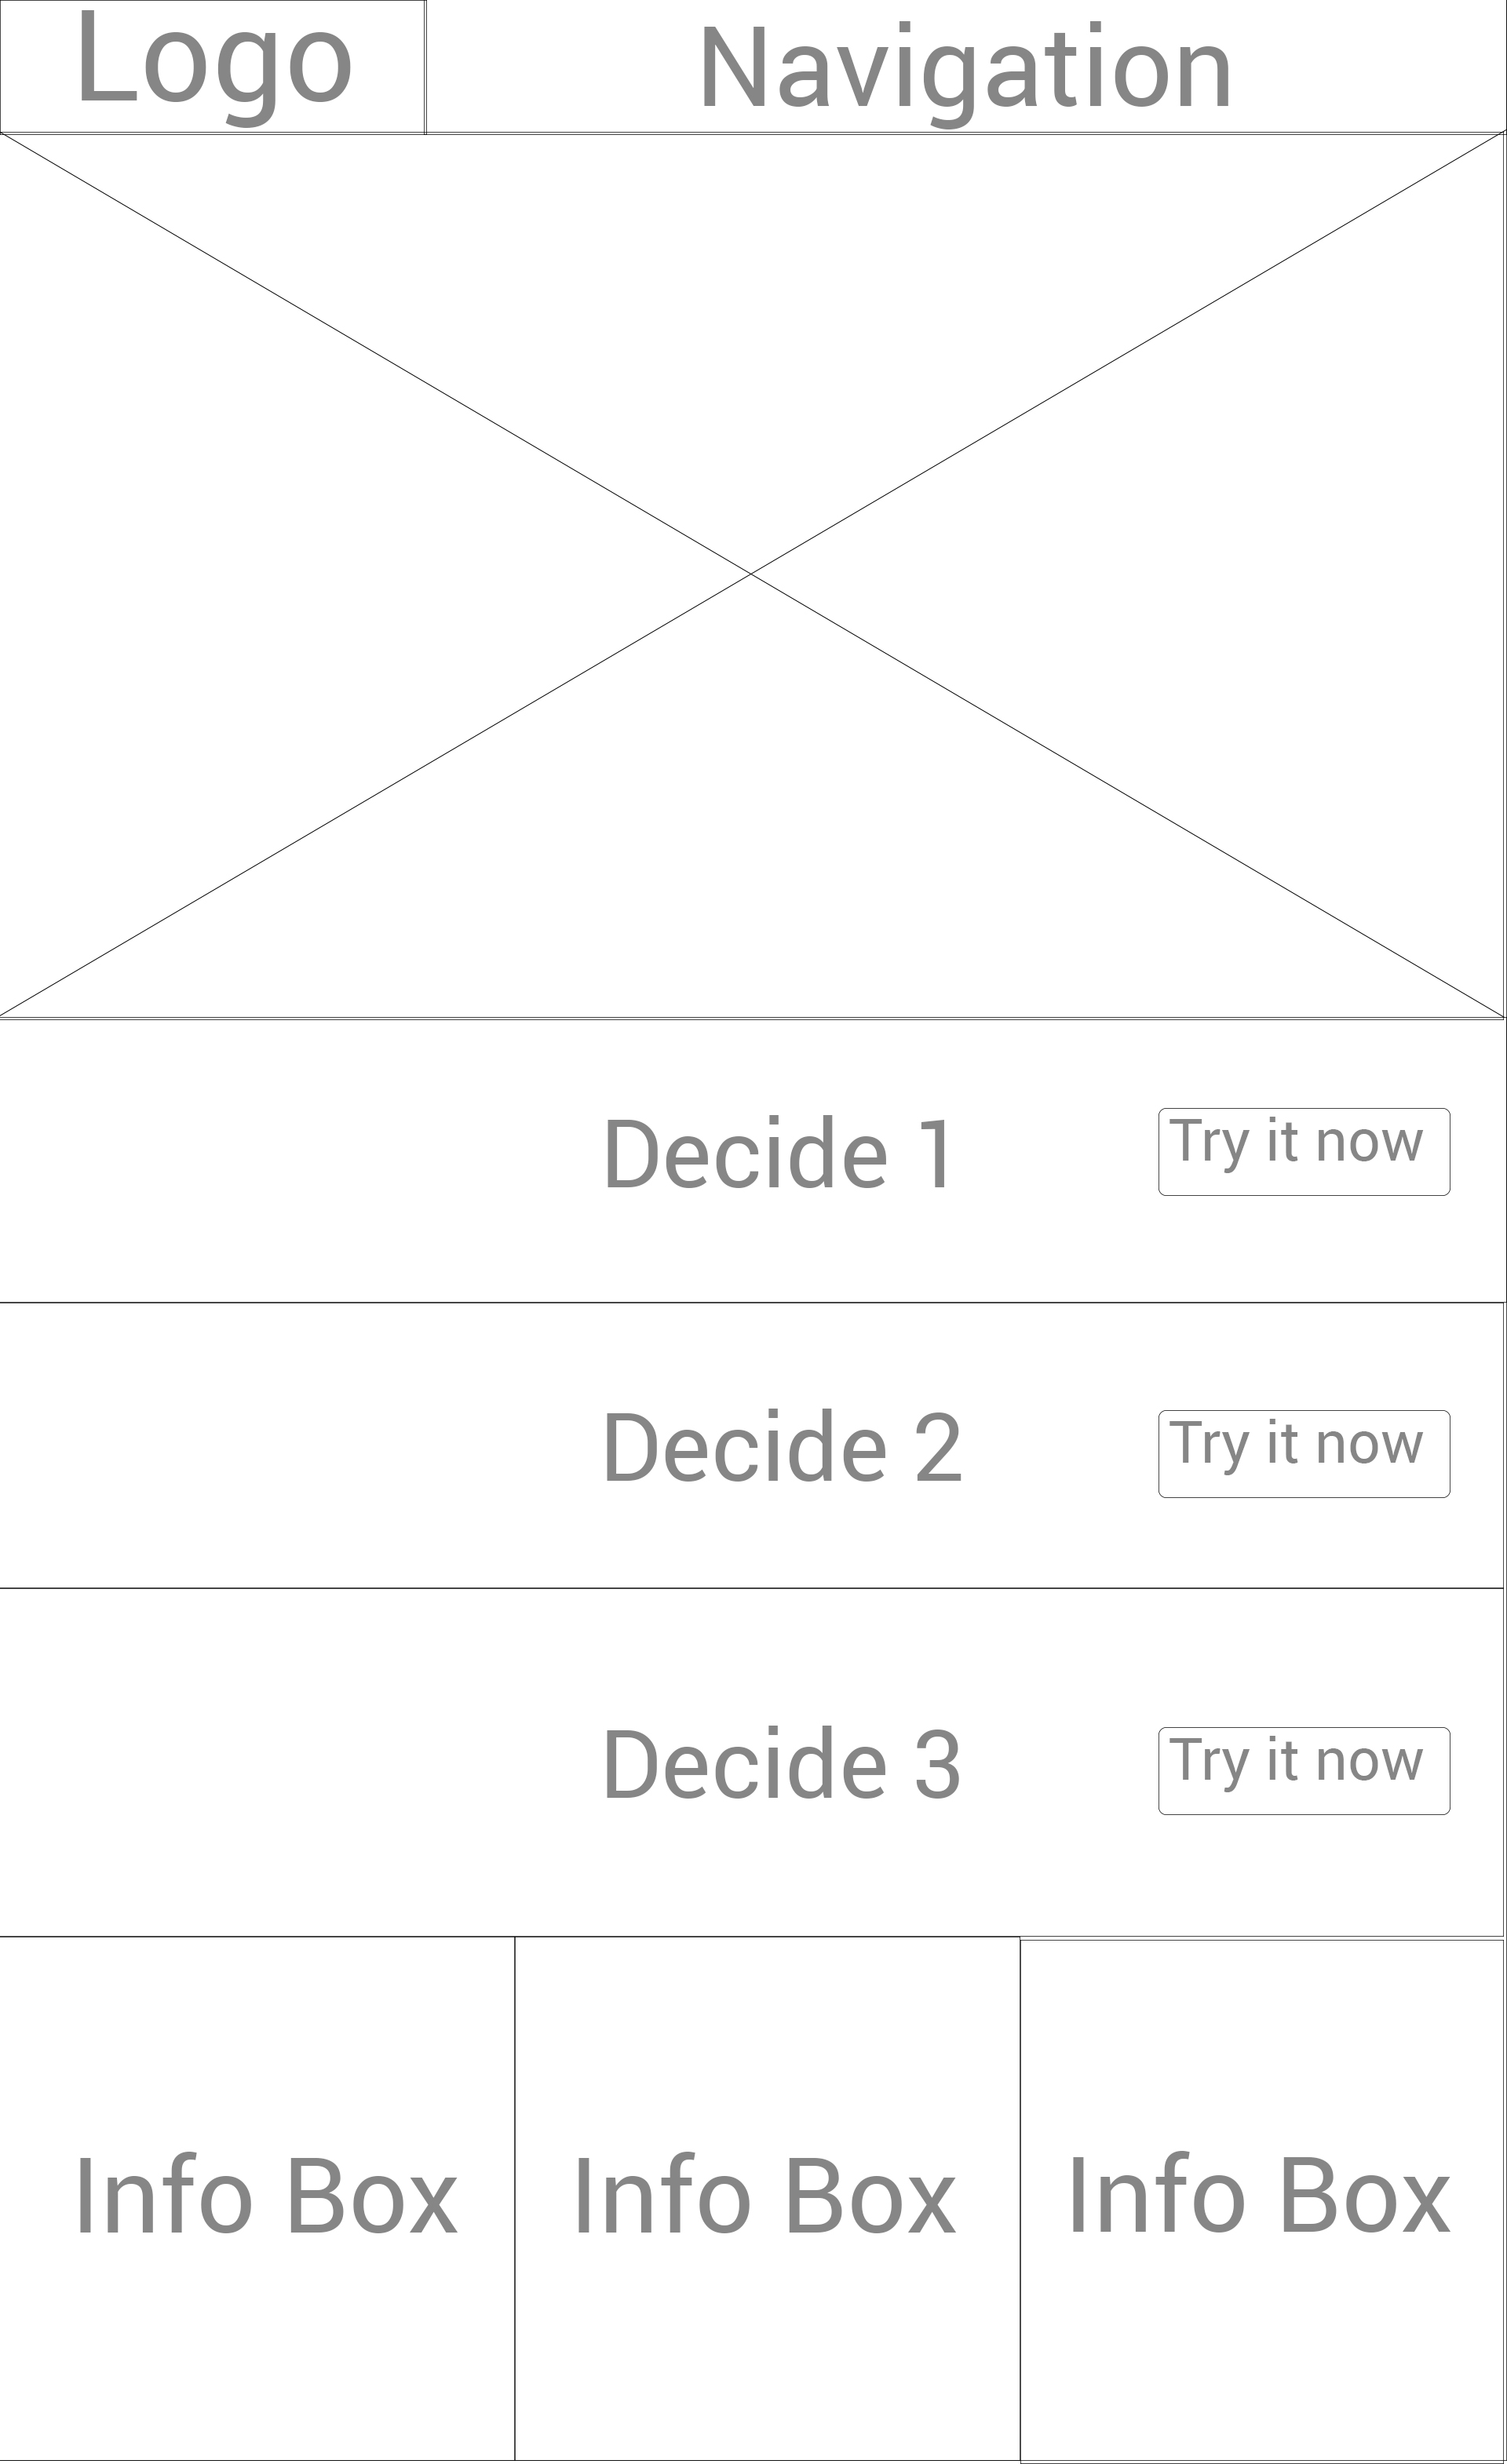 Logo
Navigation
Decide 1
Try it now
Decide 2
Try it now
Decide 3
Try it now
Info Box
Info Box
Info Box